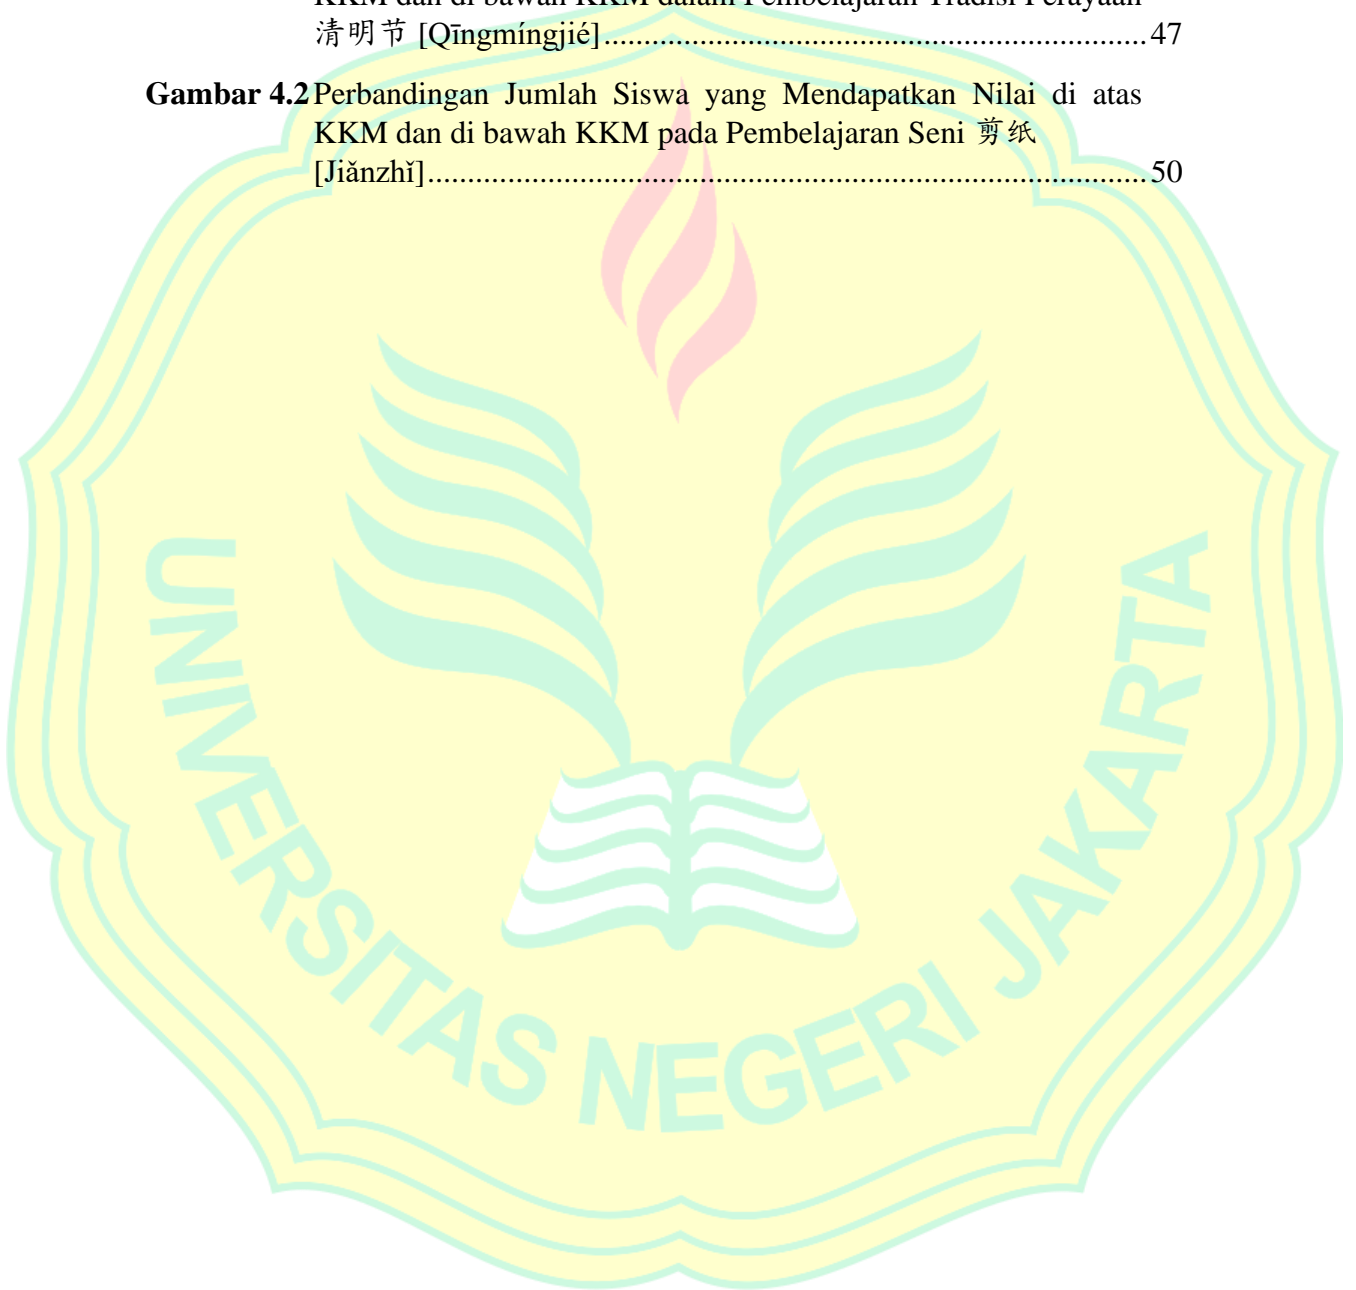 KKM dan di bawah KKM dalam Pembelajaran Tradisi Perayaan
清明节 [Qīngmíngjié]....................................................................47
Gambar 4.2 Perbandingan Jumlah Siswa yang Mendapatkan Nilai di atas
KKM dan di bawah KKM pada Pembelajaran Seni 剪纸
[Jiǎnzhǐ]..........................................................................................50
UNIVERSITAS NEGERI JAKARTA